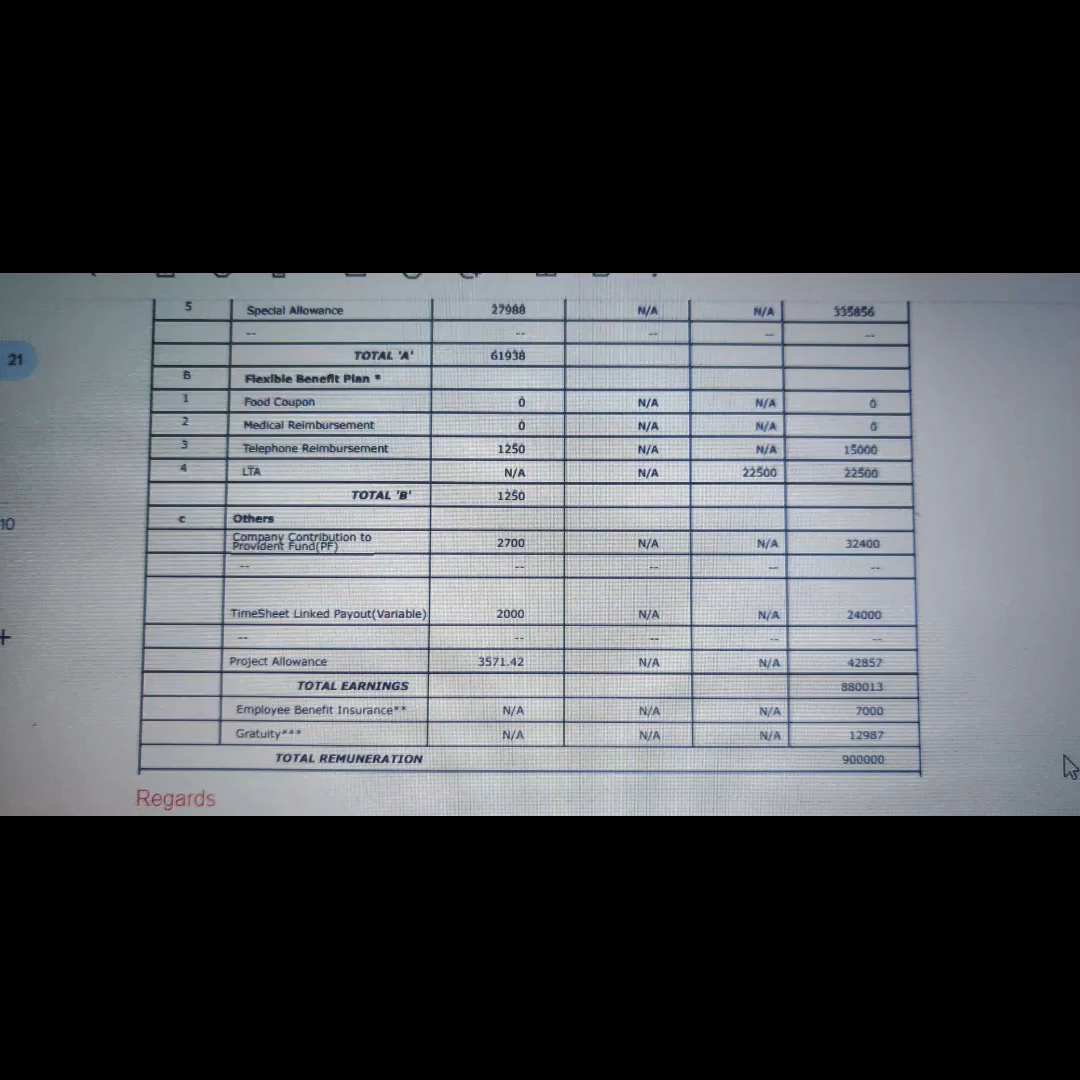 5 Special Allowance 27988 N/A N/A 335856
-- -- -- -- --
21
TOTAL 'A' 61938
B Flexible Benefit Plan *
1 Food Coupon 0 N/A N/A 0
2 Medical Reimbursement 0 N/A N/A 0
3 Telephone Reimbursement 1250 N/A N/A 15000
4 LTA N/A N/A 22500 22500
TOTAL 'B' 1250
10
c Others
Company Contribution to
Provident Fund(PF) 2700 N/A N/A 32400
-- -- -- -- --
TimeSheet Linked Payout(Variable) 2000 N/A N/A 24000
-- -- -- -- --
Project Allowance 3571.42 N/A N/A 42857
TOTAL EARNINGS 880013
Employee Benefit Insurance** N/A N/A N/A 7000
Gratuity*** N/A N/A N/A 12987
TOTAL REMUNERATION 900000
Regards